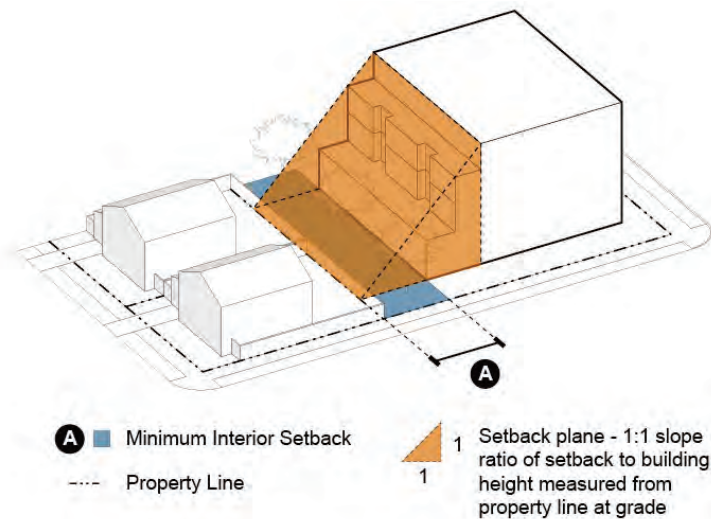 A
A Minimum Interior Setback
Property Line
1
1
Setback plane - 1:1 slope
ratio of setback to building
height measured from
property line at grade